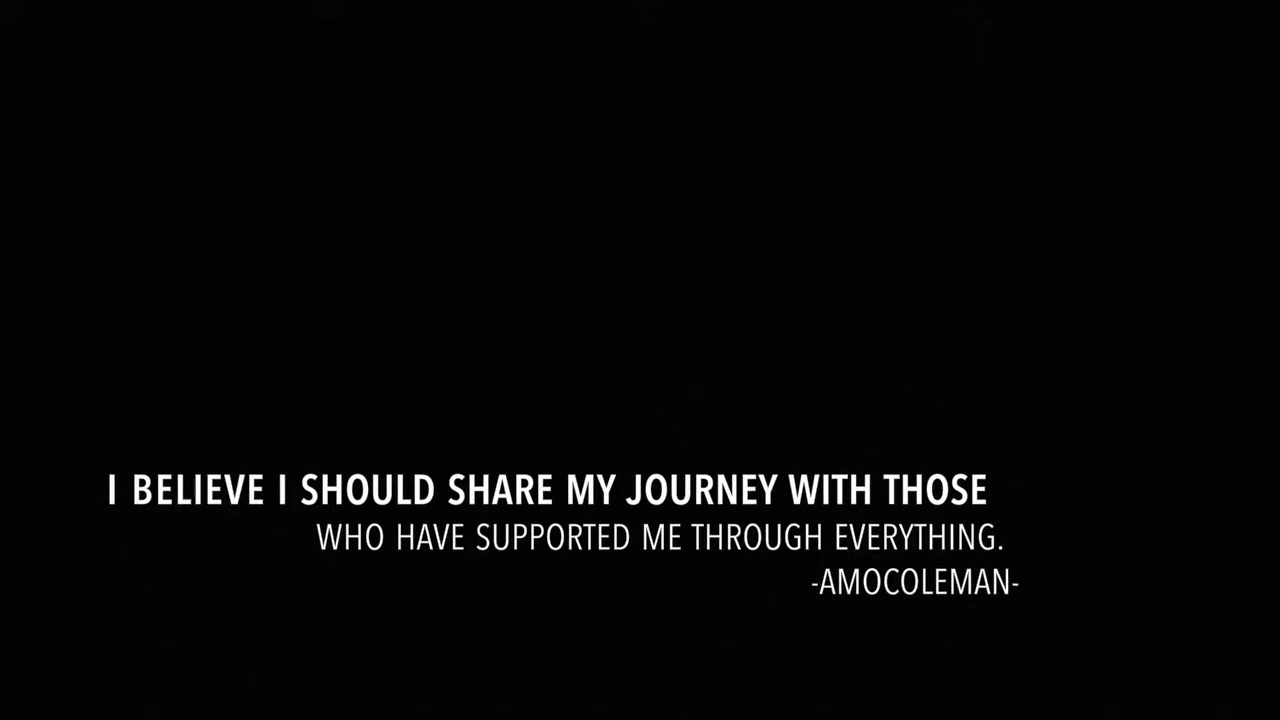 I BELIEVE I SHOULD SHARE MY JOURNEY WITH THOSE
WHO HAVE SUPPORTED ME THROUGH EVERYTHING.
-AMOCOLEMAN-